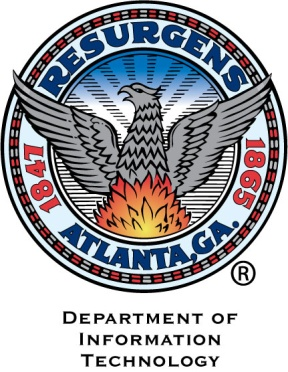 RESURGENS
1847 1865
ATLANTA, GA.
®
DEPARTMENT OF
INFORMATION
TECHNOLOGY